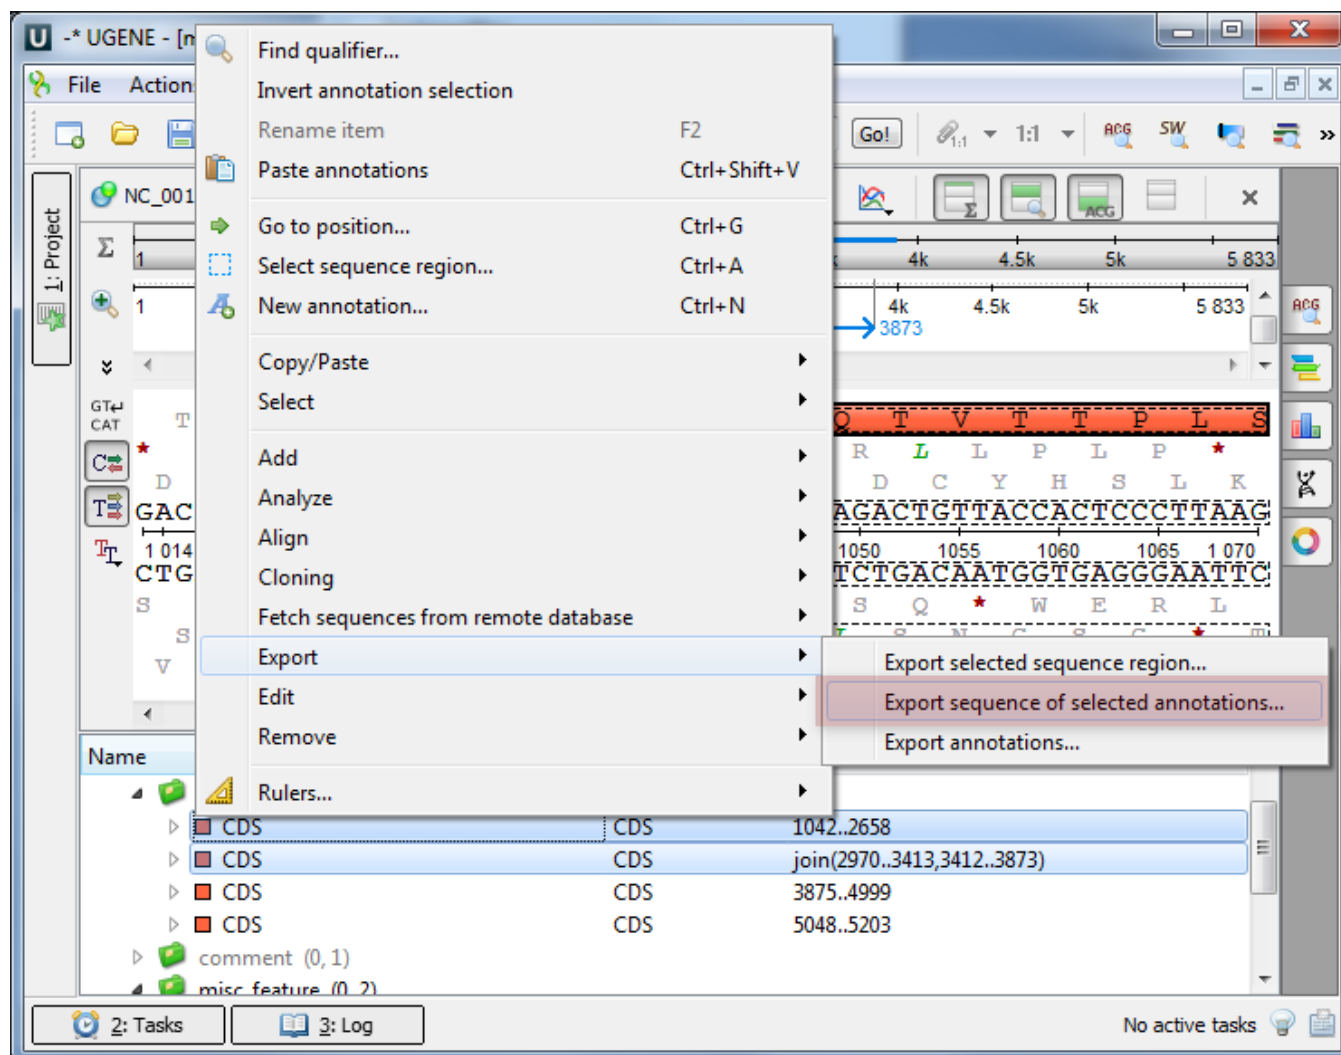 U -* UGENE - [m
File Action
Find qualifier...
Invert annotation selection
Rename item F2
Paste annotations Ctrl+Shift+V
Go to position... Ctrl+G
Select sequence region... Ctrl+A
New annotation... Ctrl+N
Copy/Paste
Select
Add
Analyze
Align
Cloning
Fetch sequences from remote database
Export
Edit
Remove
Rulers...
Export selected sequence region...
Export sequence of selected annotations...
Export annotations...
Go! 1:1 1:1 ACG SW »
1: Project
NC_001 Σ ACG
Σ 1 4k 4.5k 5k 5 833
1 4k 4.5k 5k 5 833 ACG
3873
GT
CAT
T Q T V T T P L S
* R L L P L P *
C D D C Y H S L K
T GAC AGACTGTTACCACTCCCTTAAG
TT 1 014 1050 1055 1060 1065 1 070
CTG TCTGACAATGGTGAGGGAATTC
S S Q * W E R L
S
V
Name
CDS CDS 1042..2658
CDS CDS join(2970..3413,3412..3873)
CDS CDS 3875..4999
CDS CDS 5048..5203
comment (0, 1)
misc_feature (0, 2)
2: Tasks 3: Log No active tasks